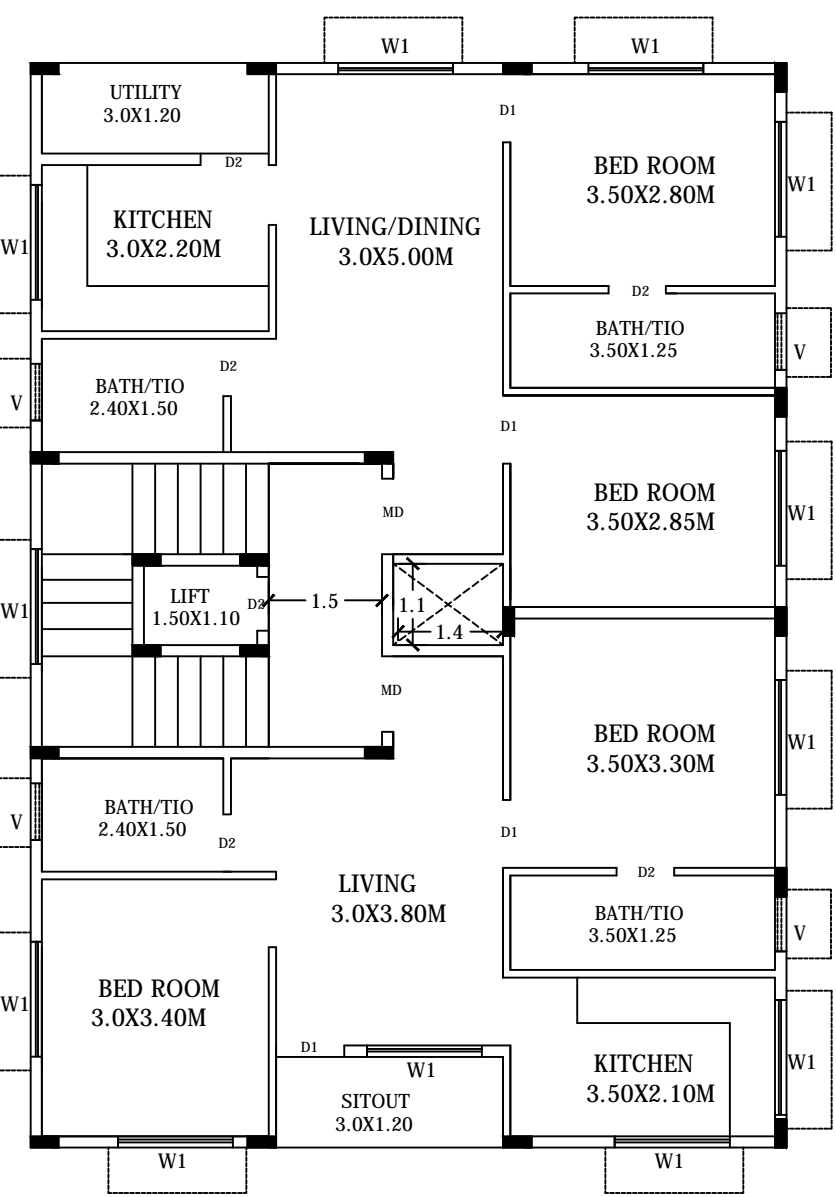 W1
W1
UTILITY
3.0X1.20
D1
D2
BED ROOM
3.50X2.80M
W1
KITCHEN
3.0X2.20M
LIVING/DINING
3.0X5.00M
W1
D2
BATH/TIO
3.50X1.25
V
D2
BATH/TIO
2.40X1.50
V
D1
BED ROOM
3.50X2.85M
W1
MD
LIFT
1.50X1.10
D2
1.5
1.1
1.4
W1
MD
BED ROOM
3.50X3.30M
W1
BATH/TIO
2.40X1.50
V
D2
D1
D2
LIVING
3.0X3.80M
BATH/TIO
3.50X1.25
V
BED ROOM
3.0X3.40M
W1
D1
W1
KITCHEN
3.50X2.10M
W1
SITOUT
3.0X1.20
W1
W1